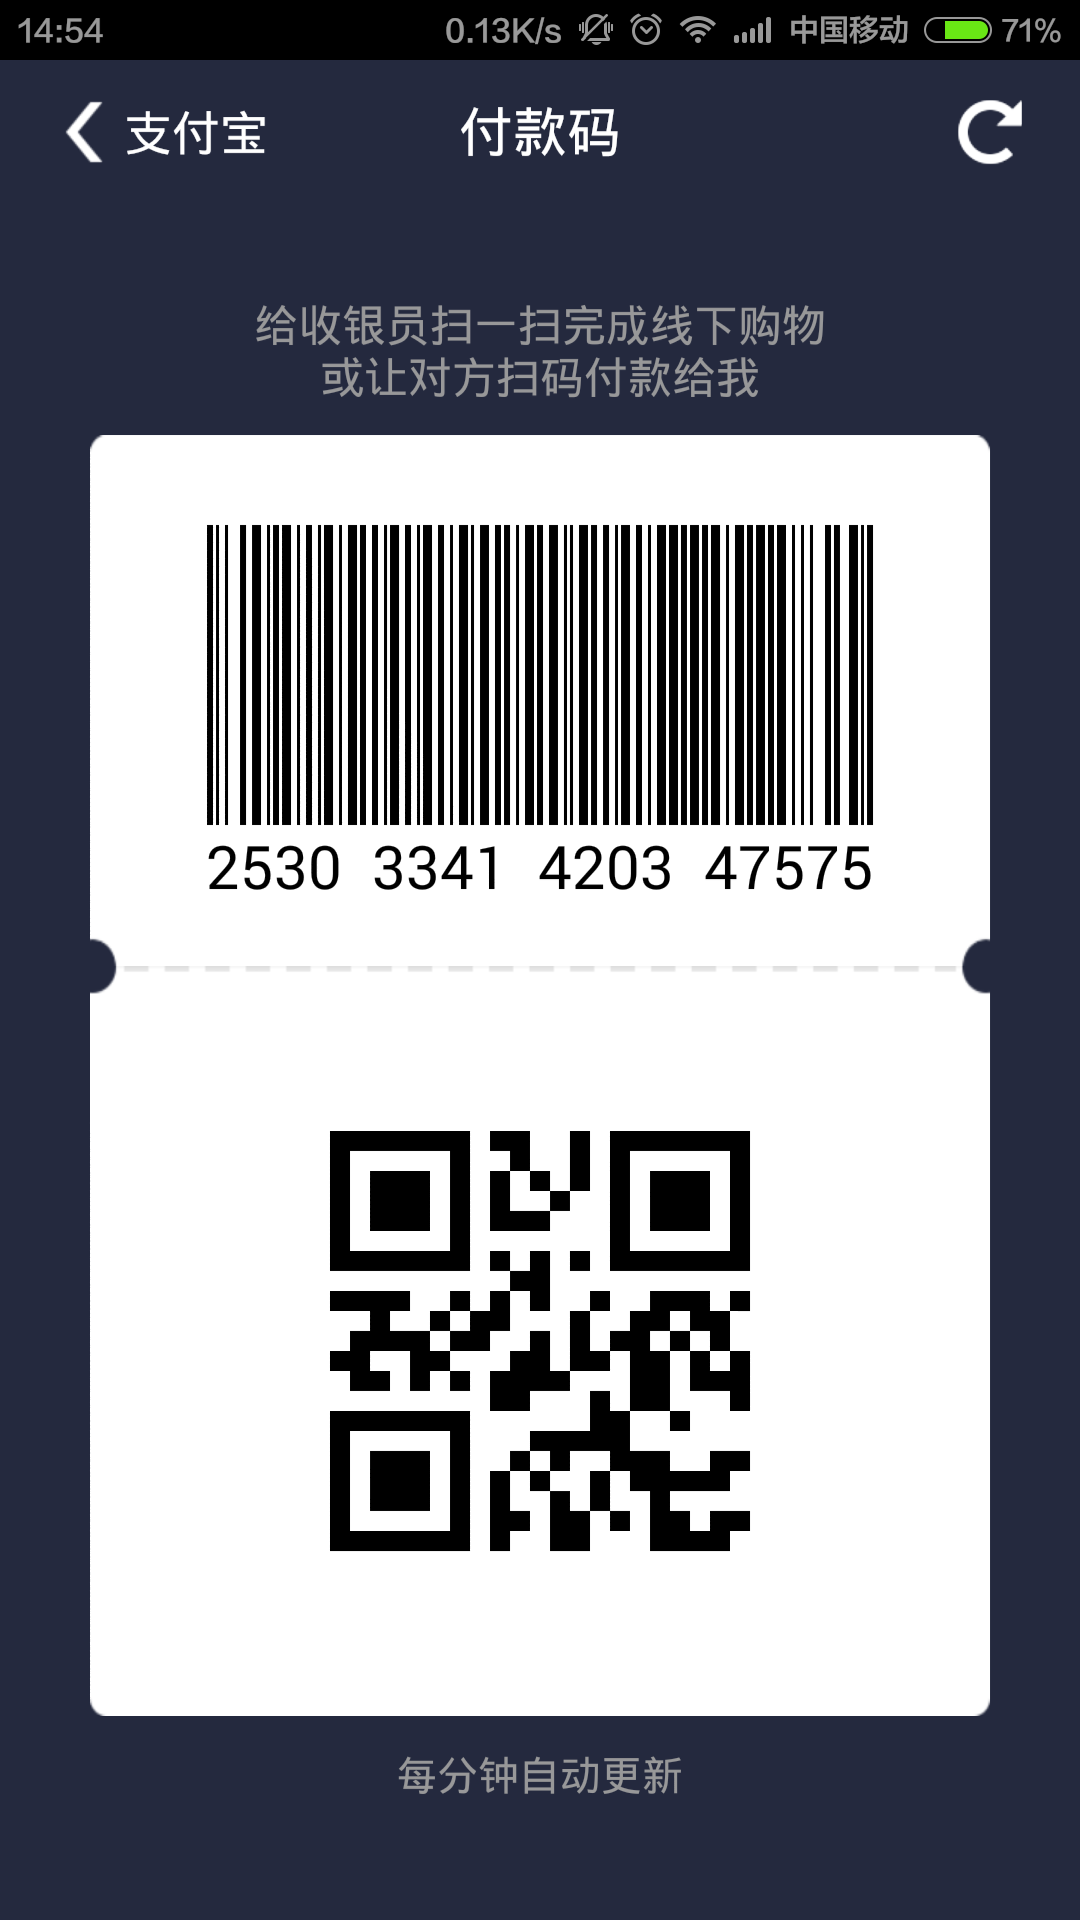 14:54 0.13K/s 中国移动 71%
支付宝 付款码
给收银员扫一扫完成线下购物
或让对方扫码付款给我
2530 3341 4203 47575
每分钟自动更新